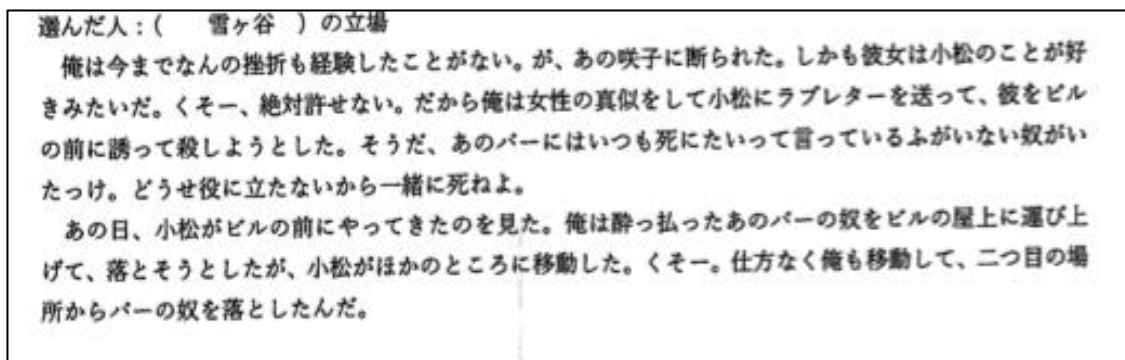 選んだ人：(　　雪ヶ谷　）の立場
俺は今までなんの挫折も経験したことがない。が、あの咲子に断られた。しかも彼女は小松のことが好
きみたいだ。くそー、絶対許せない。だから俺は女性の真似をして小松にラブレターを送って、彼をビル
の前に誘って殺しようとした。そうだ、あのバーにはいつも死にたいって言っているふがいない奴がい
たっけ。どうせ役に立たないから一緒に死ねよ。
あの日、小松がビルの前にやってきたのを見た。俺は酔っ払ったあのバーの奴をビルの屋上に運び上
げて、落とそうとしたが、小松がほかのところに移動した。くそー。仕方なく俺も移動して、二つ目の場
所からバーの奴を落としたんだ。